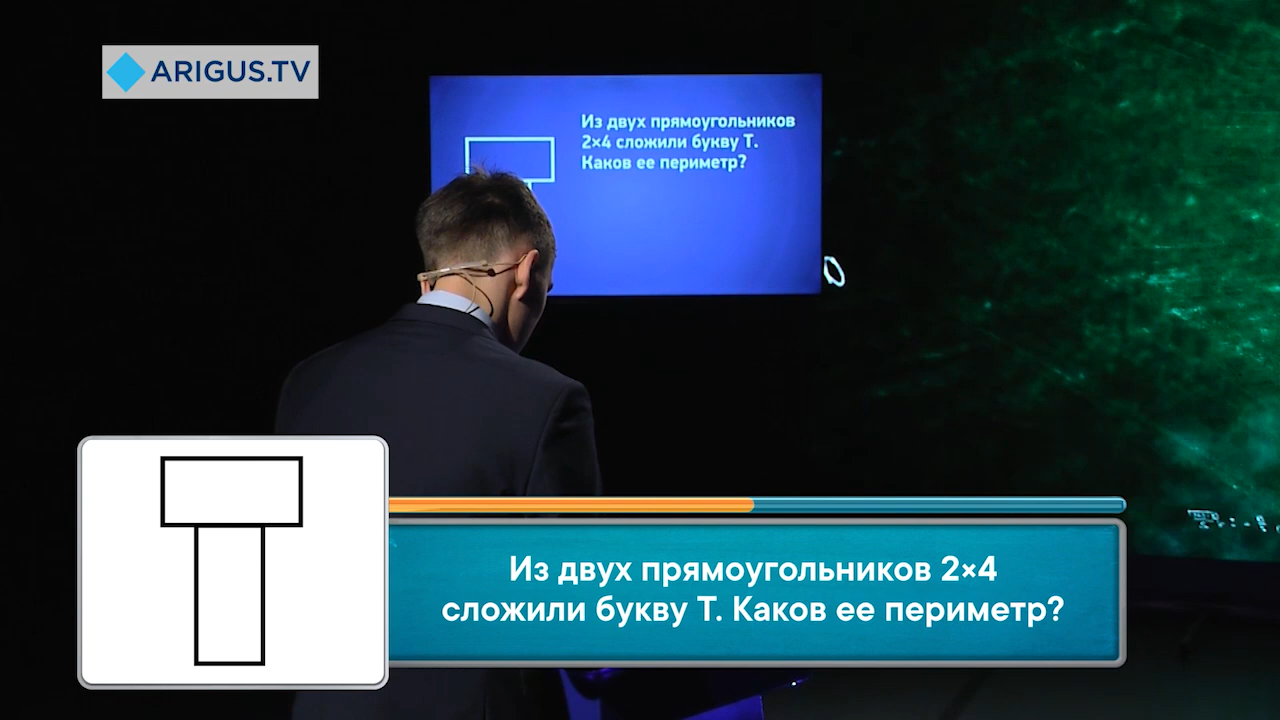 ARIGUS.TV
Из двух прямоугольников
2×4 сложили букву Т.
Каков ее периметр?
Из двух прямоугольников 2×4
сложили букву Т. Каков ее периметр?